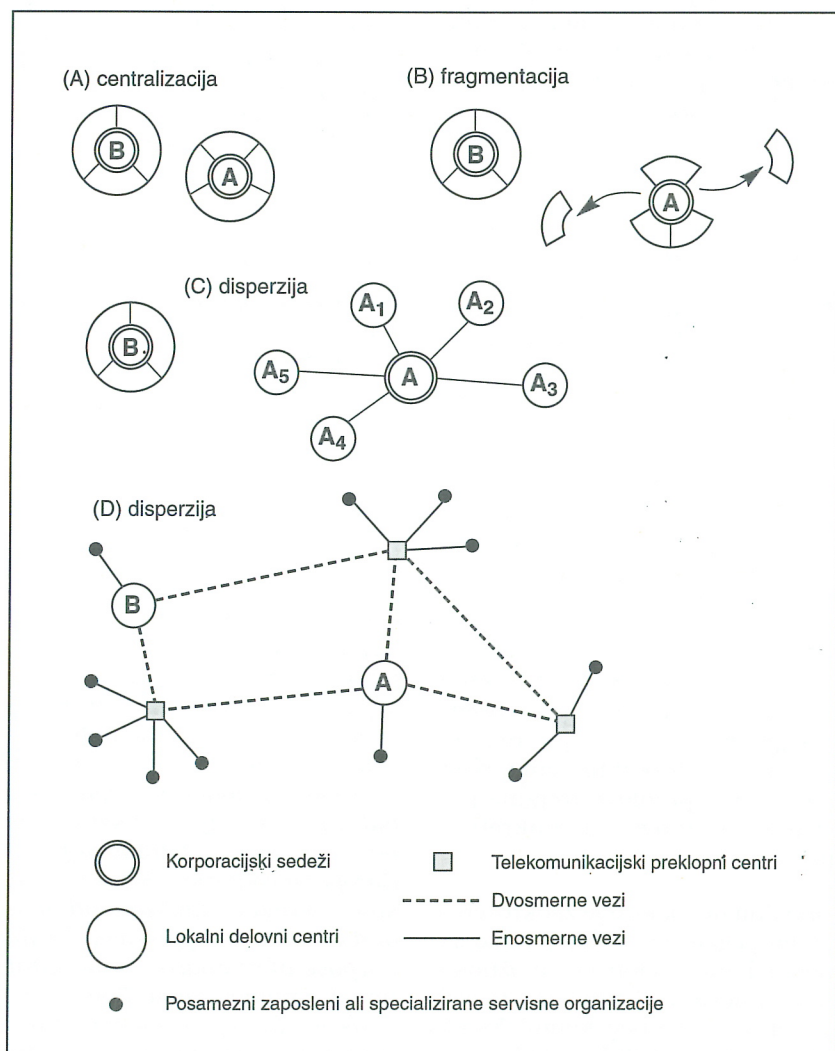 (A) centralizacija
(B) fragmentacija
B
A
B
A
(C) disperzija
B
A1
A2
A
A3
A5
A4
(D) disperzija
B
A
Korporacijski sedeži
Telekomunikacijski preklopni centri
Dvosmerne vezi
Lokalni delovni centri
Enosmerne vezi
Posamezni zaposleni ali specializirane servisne organizacije